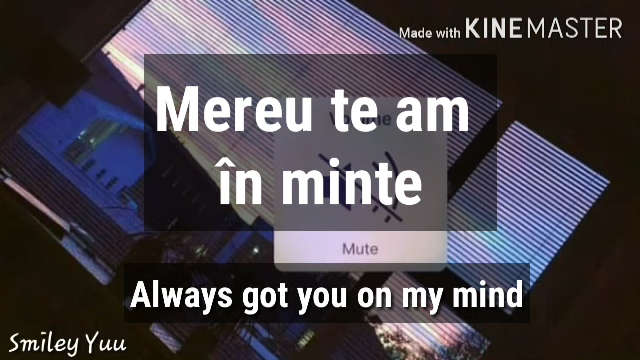 Made with KINEMASTER
Mereu te am
în minte
Mute
Always got you on my mind
Smiley Yuu